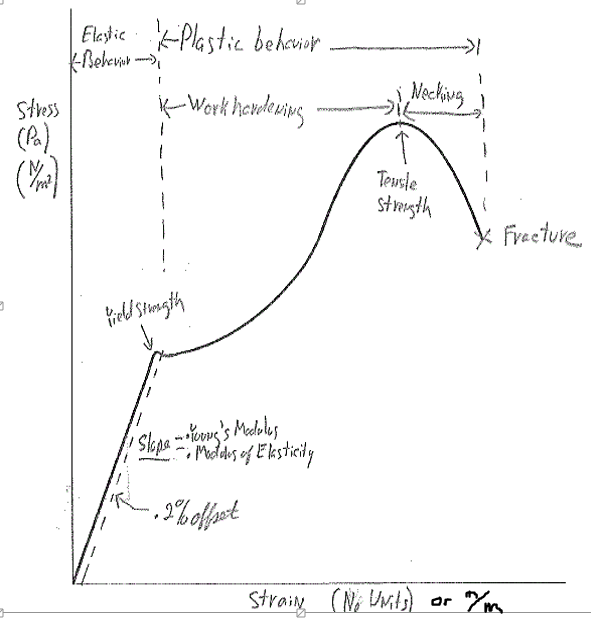 Elastic
Behavior
Plastic behavior
Work hardening
Necking
Stress
(Pa)
(N/m²)
Tensile
Strength
Fracture
Yield Strength
Slope - • Young's Modulus
- • Modulus of Elasticity
.2% offset
Strain (No Units) or m/m